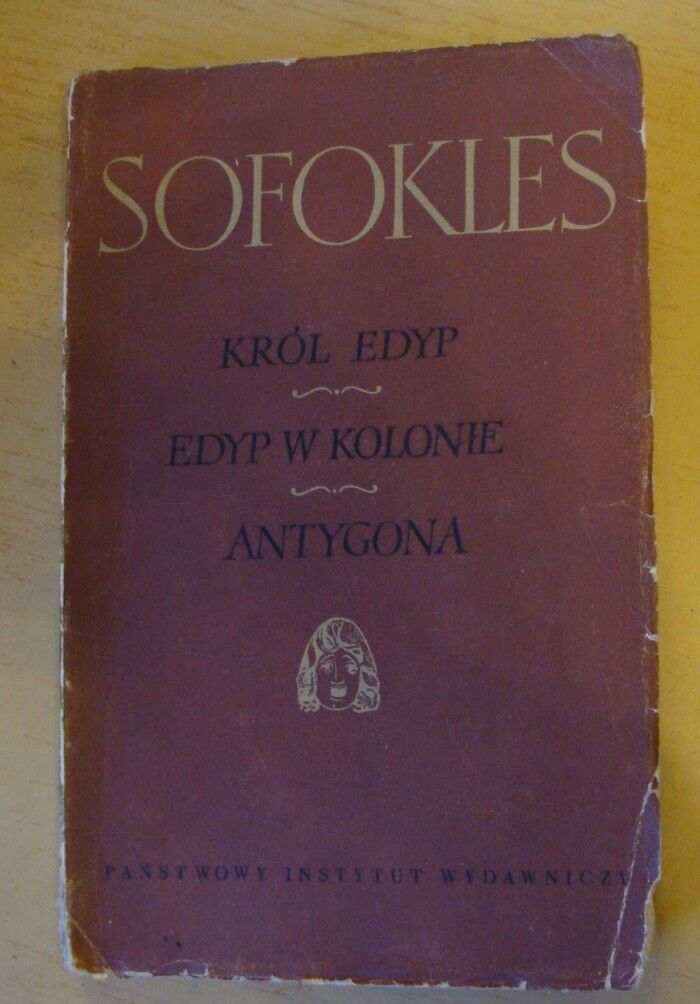 SOFOKLES
KRÓL EDYP
EDYP W KOLONIE
ANTYGONA
PAŃSTWOWY INSTYTUT WYDAWNICZY